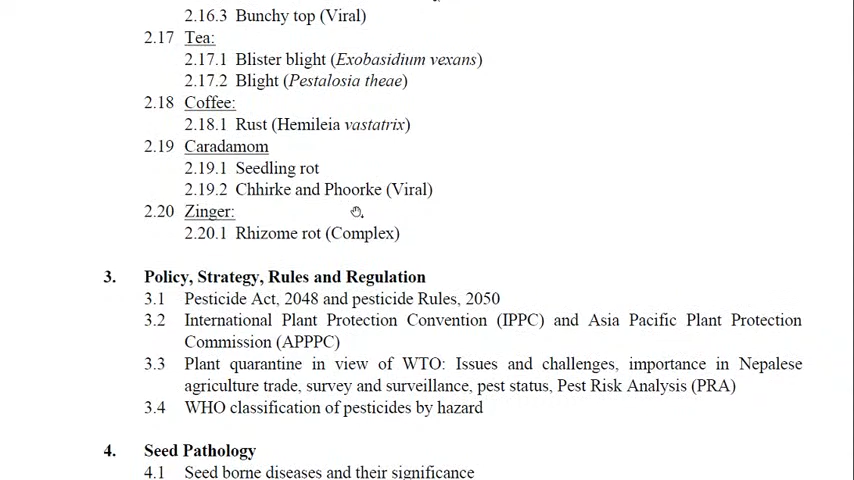 2.16.3 Bunchy top (Viral)
2.17 Tea:
2.17.1 Blister blight (Exobasidium vexans)
2.17.2 Blight (Pestalosia theae)
2.18 Coffee:
2.18.1 Rust (Hemileia vastatrix)
2.19 Caradamom
2.19.1 Seedling rot
2.19.2 Chhirke and Phoorke (Viral)
2.20 Zinger:
2.20.1 Rhizome rot (Complex)
3. Policy, Strategy, Rules and Regulation
3.1 Pesticide Act, 2048 and pesticide Rules, 2050
3.2 International Plant Protection Convention (IPPC) and Asia Pacific Plant Protection
Commission (APPPC)
3.3 Plant quarantine in view of WTO: Issues and challenges, importance in Nepalese
agriculture trade, survey and surveillance, pest status, Pest Risk Analysis (PRA)
3.4 WHO classification of pesticides by hazard
4. Seed Pathology
4.1 Seed borne diseases and their significance